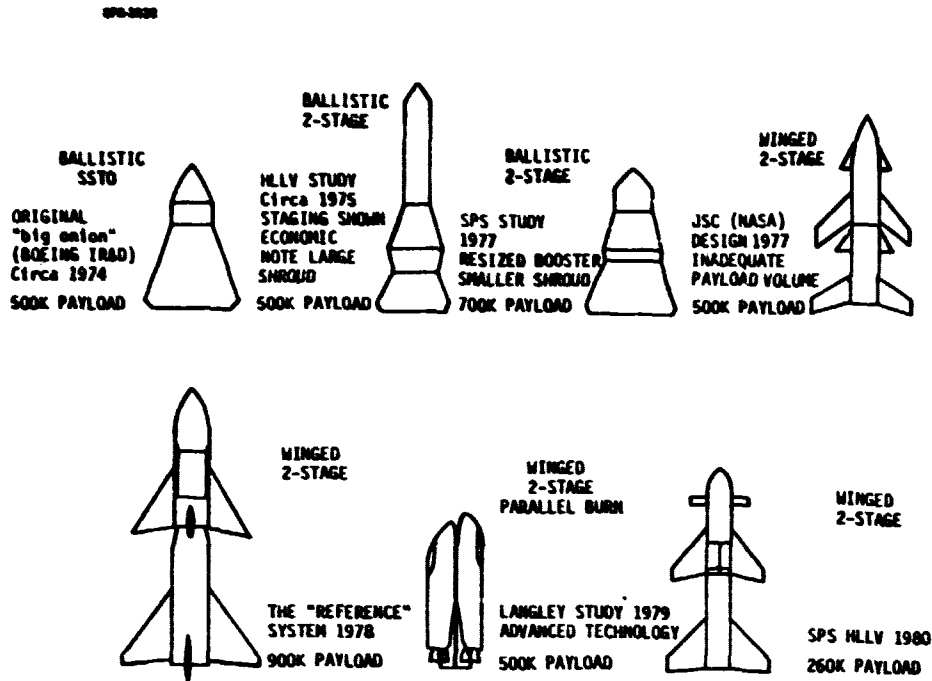 SPS-3036
BALLISTIC
SSTO
ORIGINAL
"big onion"
(BOEING IR&D)
Circa 1974
500K PAYLOAD
BALLISTIC
2-STAGE
HLLV STUDY
Circa 1975
STAGING SHOWN
ECONOMIC
NOTE LARGE
SHROUD
500K PAYLOAD
BALLISTIC
2-STAGE
SPS STUDY
1977
RESIZED BOOSTER
SMALLER SHROUD
700K PAYLOAD
WINGED
2-STAGE
JSC (NASA)
DESIGN 1977
INADEQUATE
PAYLOAD VOLUME
500K PAYLOAD
WINGED
2-STAGE
THE "REFERENCE"
SYSTEM 1978
900K PAYLOAD
WINGED
2-STAGE
PARALLEL BURN
LANGLEY STUDY 1979
ADVANCED TECHNOLOGY
500K PAYLOAD
WINGED
2-STAGE
SPS HLLV 1980
260K PAYLOAD